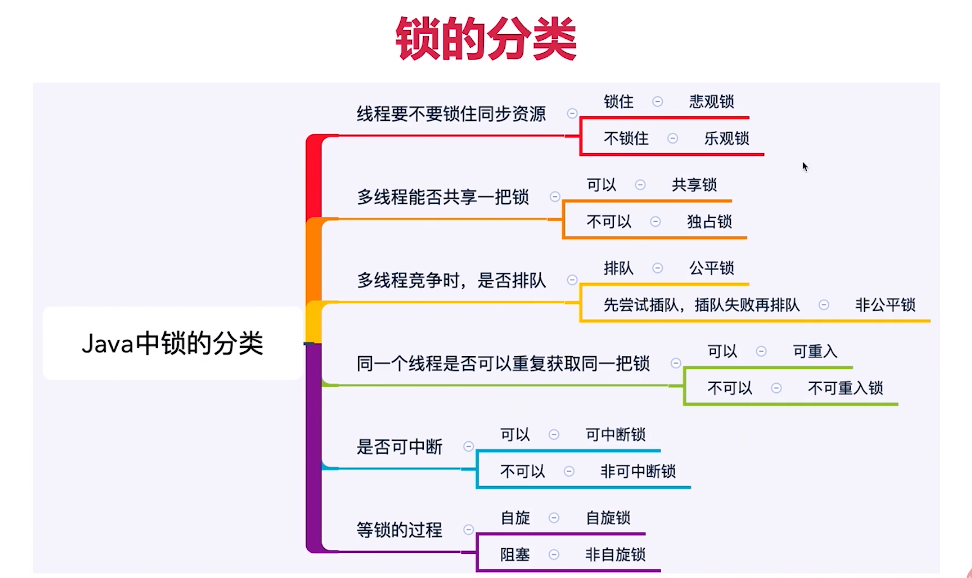 锁的分类
Java中锁的分类
线程要不要锁住同步资源
锁住 悲观锁
不锁住 乐观锁
多线程能否共享一把锁
可以 共享锁
不可以 独占锁
多线程竞争时，是否排队
排队 公平锁
先尝试插队，插队失败再排队 非公平锁
同一个线程是否可以重复获取同一把锁
可以 可重入
不可以 不可重入锁
是否可中断
可以 可中断锁
不可以 非可中断锁
等锁的过程
自旋 自旋锁
阻塞 非自旋锁